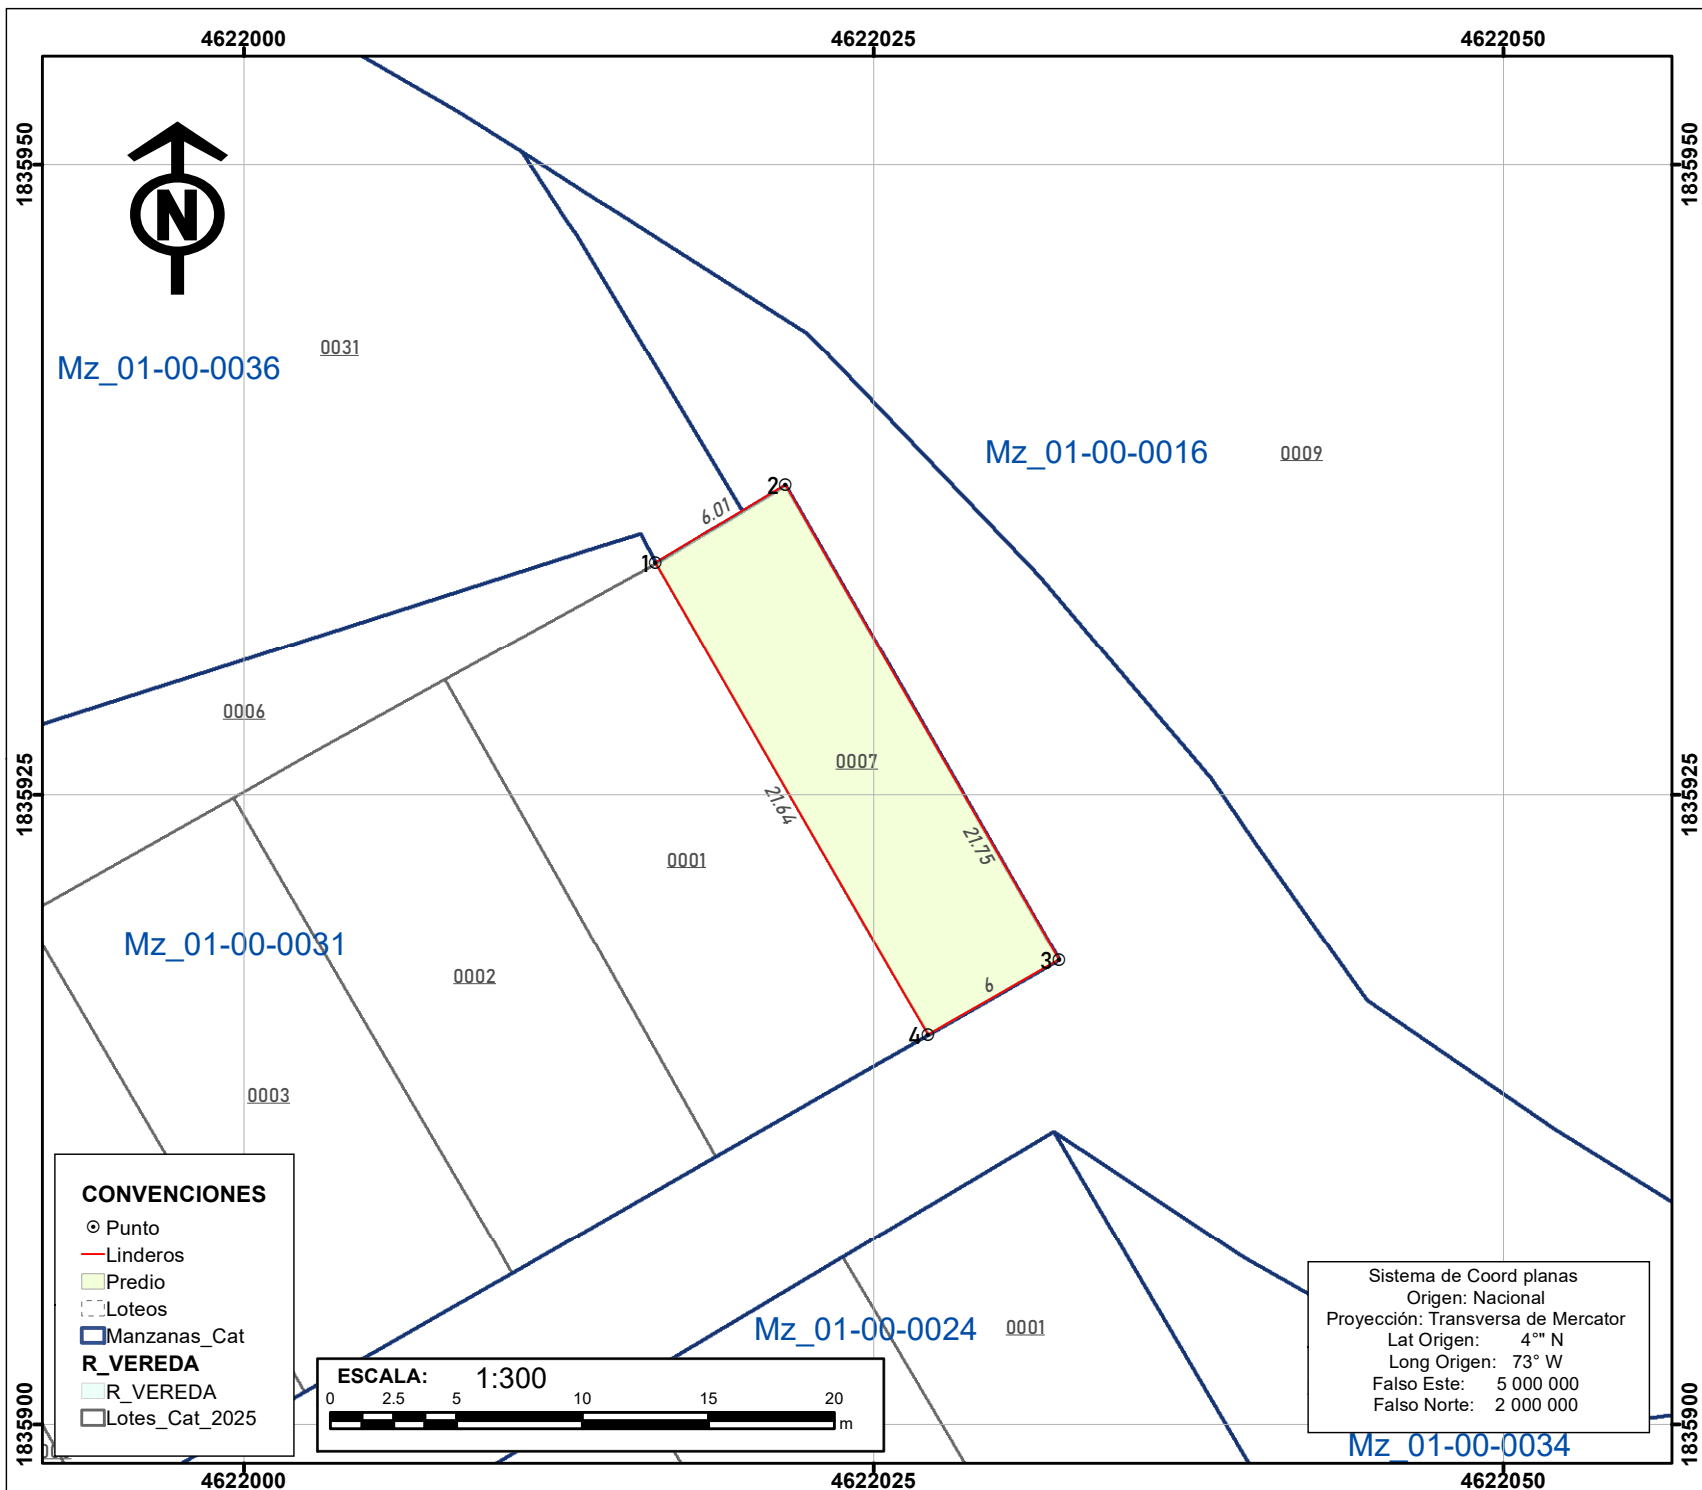 4622000 4622025 4622050
1835950 1835950
N
0031
Mz_01-00-0036
Mz_01-00-0016 0009
2
6.01
1
0006
0007
1835925 1835925
21.64
21.75
0001
Mz_01-00-0031
3
0002
6
4
0003
CONVENCIONES
Punto
Linderos
Predio
Loteos
Manzanas_Cat
R_VEREDA
R_VEREDA
Lotes_Cat_2025
Mz_01-00-0024 0001
ESCALA: 1:300
0 2.5 5 10 15 20
m
Sistema de Coord planas
Origen: Nacional
Proyección: Transversa de Mercator
Lat Origen: 4°" N
Long Origen: 73° W
Falso Este: 5 000 000
Falso Norte: 2 000 000
1835900 1835900
Mz_01-00-0034
4622000 4622025 4622050